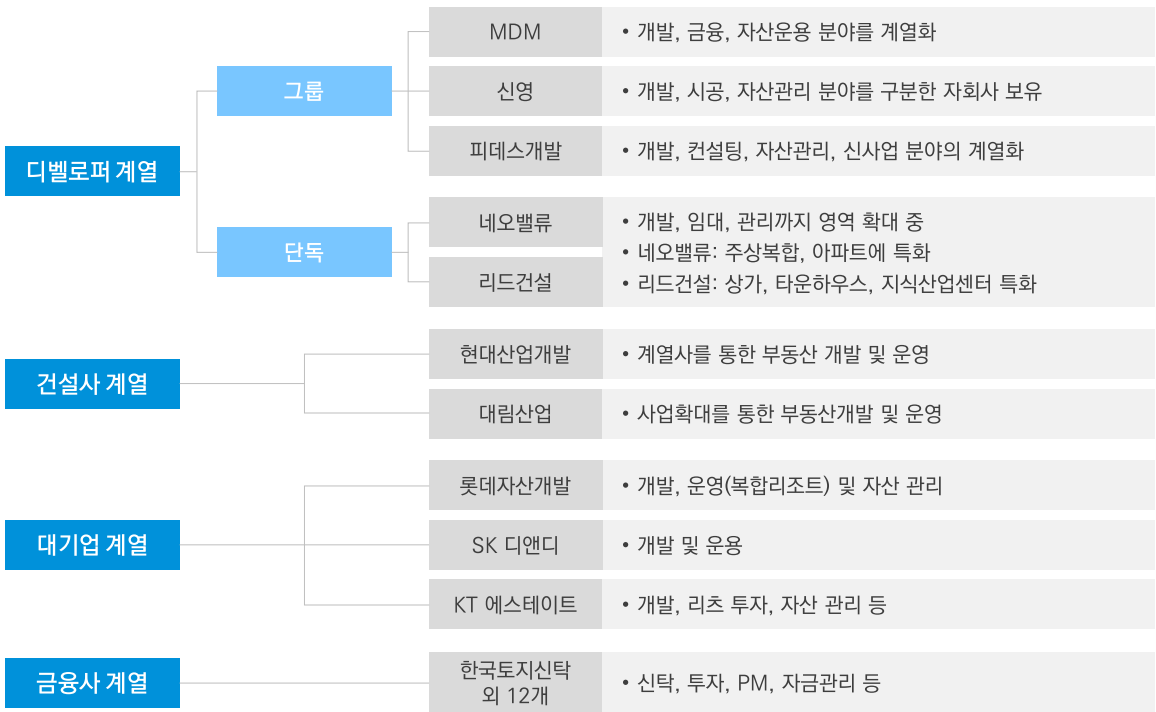 디벨로퍼 계열
그룹
MDM
• 개발, 금융, 자산운용 분야를 계열화
신영
• 개발, 시공, 자산관리 분야를 구분한 자회사 보유
피데스개발
• 개발, 컨설팅, 자산관리, 신사업 분야의 계열화
단독
네오밸류
리드건설
• 개발, 임대, 관리까지 영역 확대 중
• 네오밸류: 주상복합, 아파트에 특화
• 리드건설: 상가, 타운하우스, 지식산업센터 특화
건설사 계열
현대산업개발
• 계열사를 통한 부동산 개발 및 운영
대림산업
• 사업확대를 통한 부동산개발 및 운영
대기업 계열
롯데자산개발
• 개발, 운영(복합리조트) 및 자산 관리
SK 디앤디
• 개발 및 운용
KT 에스테이트
• 개발, 리츠 투자, 자산 관리 등
금융사 계열
한국토지신탁
외 12개
• 신탁, 투자, PM, 자금관리 등